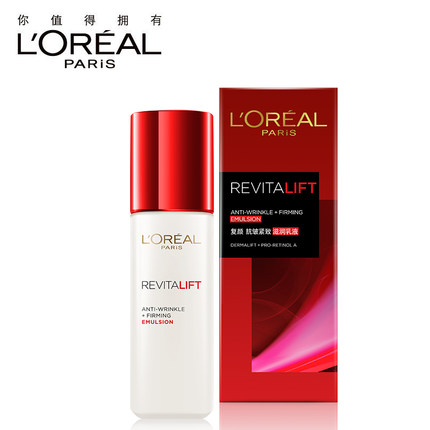 你值得拥有
L'ORÉAL
PARIS
L'ORÉAL
PARIS
REVITALIFT
ANTI-WRINKLE + FIRMING
EMULSION
复颜 抗皱紧致 滋润乳液
DERMALIFT + PRO-RETINOL A
L'ORÉAL
PARIS
REVITALIFT
ANTI-WRINKLE
+ FIRMING
EMULSION